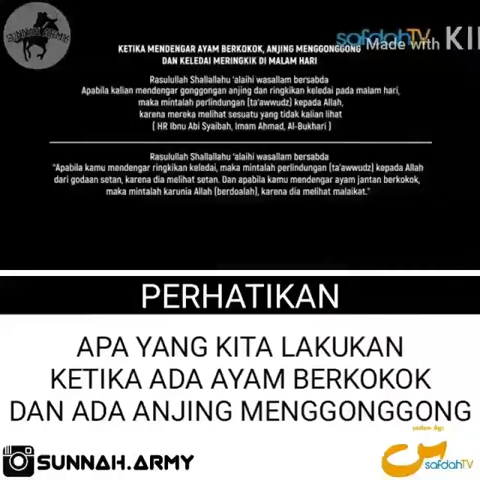 SUNNAH ARMY
safdahTV
Made with KI
KETIKA MENDENGAR AYAM BERKOKOK, ANJING MENGGONGGONG
DAN KELEDAI MERINGKIK DI MALAM HARI
Rasulullah Shallallahu 'alaihi wasallam bersabda
Apabila kalian mendengar gonggongan anjing dan ringkikan keledai pada malam hari,
maka mintalah perlindungan (ta'awwudz) kepada Allah,
karena mereka melihat sesuatu yang tidak kalian lihat
( HR Ibnu Abi Syaibah, Imam Ahmad, Al-Bukhari )
Rasulullah Shallallahu 'alaihi wasallam bersabda
"Apabila kamu mendengar ringkikan keledai, maka mintalah perlindungan (ta'awwudz) kepada Allah
dari godaan setan, karena dia melihat setan. Dan apabila kamu mendengar ayam jantan berkokok,
maka mintalah karunia Allah (berdoalah), karena dia melihat malaikat."
PERHATIKAN
APA YANG KITA LAKUKAN
KETIKA ADA AYAM BERKOKOK
DAN ADA ANJING MENGGONGGONG
SUNNAH.ARMY
safdahTV